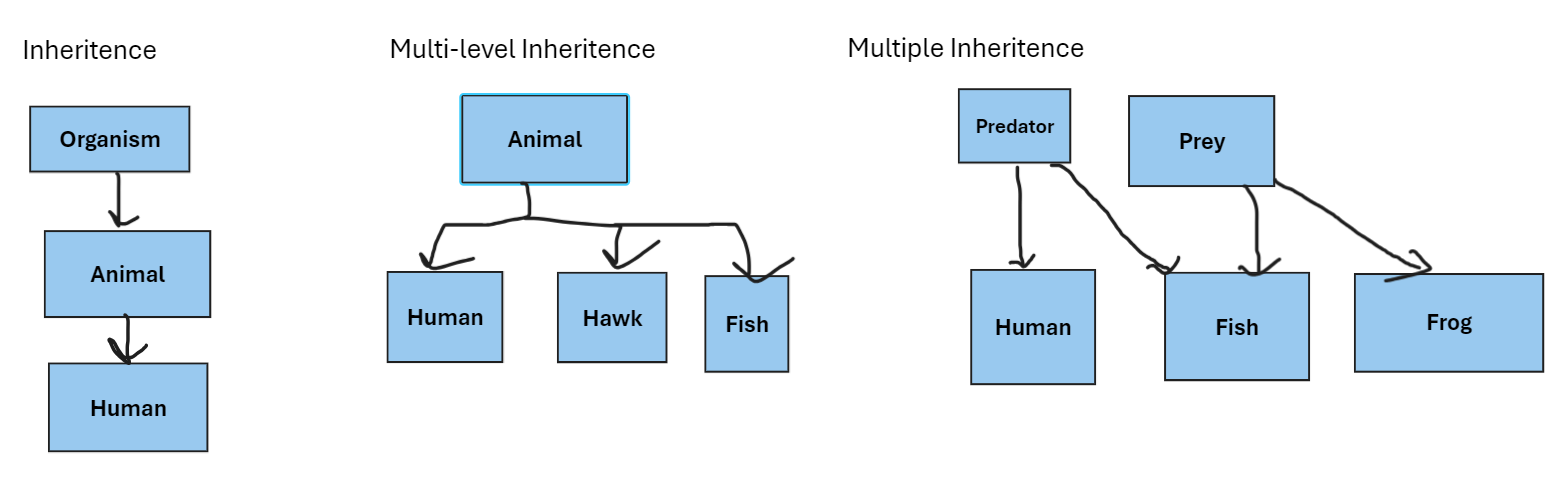 Inheritence
Organism
Animal
Human
Multi-level Inheritence
Animal
Human
Hawk
Fish
Multiple Inheritence
Predator
Prey
Human
Fish
Frog